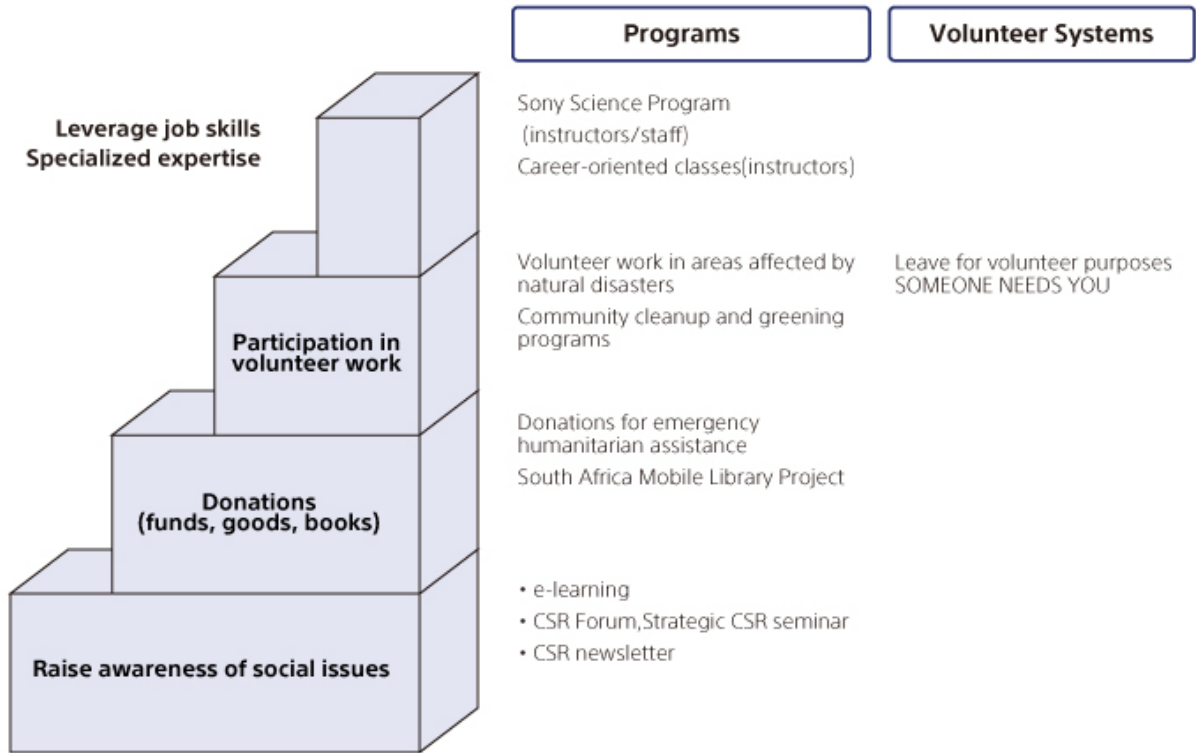 Programs
Volunteer Systems
Leverage job skills
Specialized expertise
Sony Science Program
(instructors/staff)
Career-oriented classes(instructors)
Participation in
volunteer work
Volunteer work in areas affected by
natural disasters
Community cleanup and greening
programs
Leave for volunteer purposes
SOMEONE NEEDS YOU
Donations
(funds, goods, books)
Donations for emergency
humanitarian assistance
South Africa Mobile Library Project
Raise awareness of social issues
• e-learning
• CSR Forum,Strategic CSR seminar
• CSR newsletter